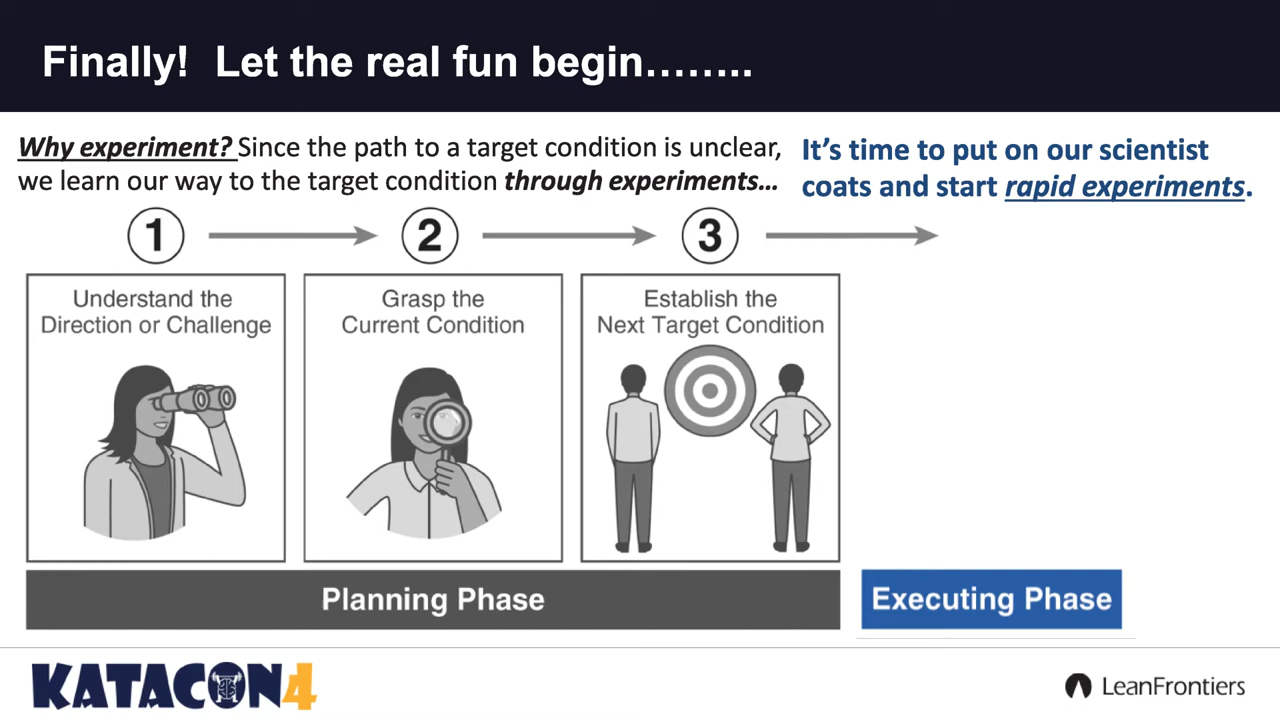 Finally!  Let the real fun begin……..
Why experiment? Since the path to a target condition is unclear,
we learn our way to the target condition through experiments…
It’s time to put on our scientist
coats and start rapid experiments.
1
2
3
Understand the
Direction or Challenge
Grasp the
Current Condition
Establish the
Next Target Condition
Planning Phase
Executing Phase
KATACON4
LeanFrontiers